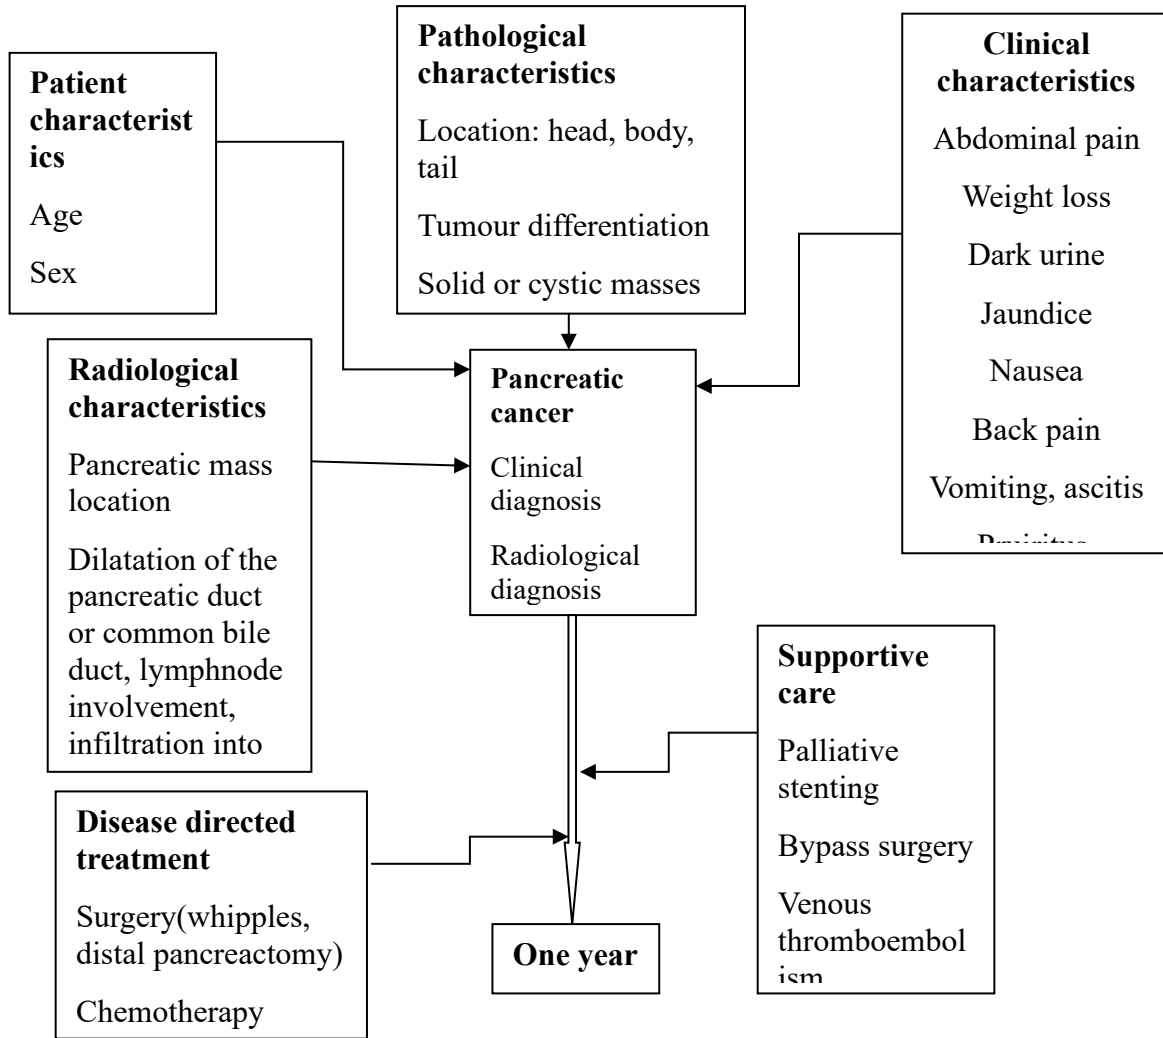 Patient
characterist
ics
Age
Sex
Pathological
characteristics
Location: head, body,
tail
Tumour differentiation
Solid or cystic masses
Clinical
characteristics
Abdominal pain
Weight loss
Dark urine
Jaundice
Nausea
Back pain
Vomiting, ascitis
Radiological
characteristics
Pancreatic mass
location
Dilatation of the
pancreatic duct
or common bile
duct, lymphnode
involvement,
infiltration into
Pancreatic
cancer
Clinical
diagnosis
Radiological
diagnosis
Supportive
care
Palliative
stenting
Bypass surgery
Venous
thromboembol
ism
Disease directed
treatment
Surgery(whipples,
distal pancreactomy)
Chemotherapy
One year